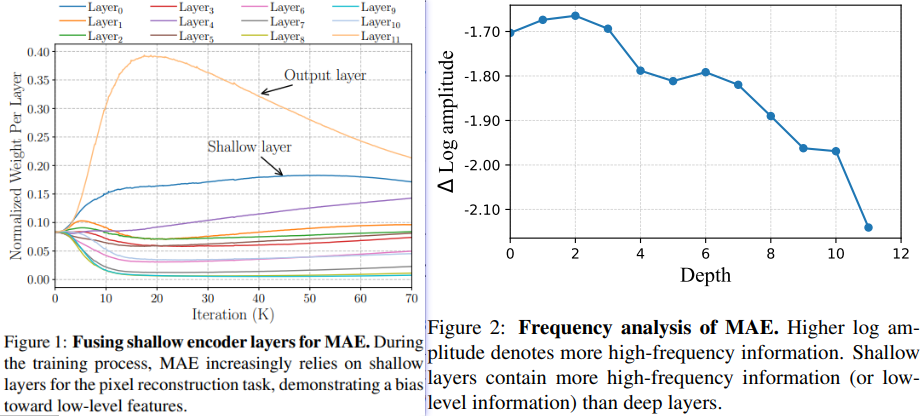 Layer0 Layer3 Layer6 Layer9
Layer1 Layer4 Layer7 Layer10
Layer2 Layer5 Layer8 Layer11
0.40
0.35
0.30
0.25
0.20
0.15
0.10
0.05
0.00
Normalized Weight Per Layer
Output layer
Shallow layer
0 10 20 30 40 50 60 70
Iteration (K)
Figure 1: Fusing shallow encoder layers for MAE. During
the training process, MAE increasingly relies on shallow
layers for the pixel reconstruction task, demonstrating a bias
toward low-level features.
-1.70
-1.80
-1.90
-2.00
-2.10
Δ Log amplitude
0 2 4 6 8 10 12
Depth
Figure 2: Frequency analysis of MAE. Higher log am-
plitude denotes more high-frequency information. Shallow
layers contain more high-frequency information (or low-
level information) than deep layers.